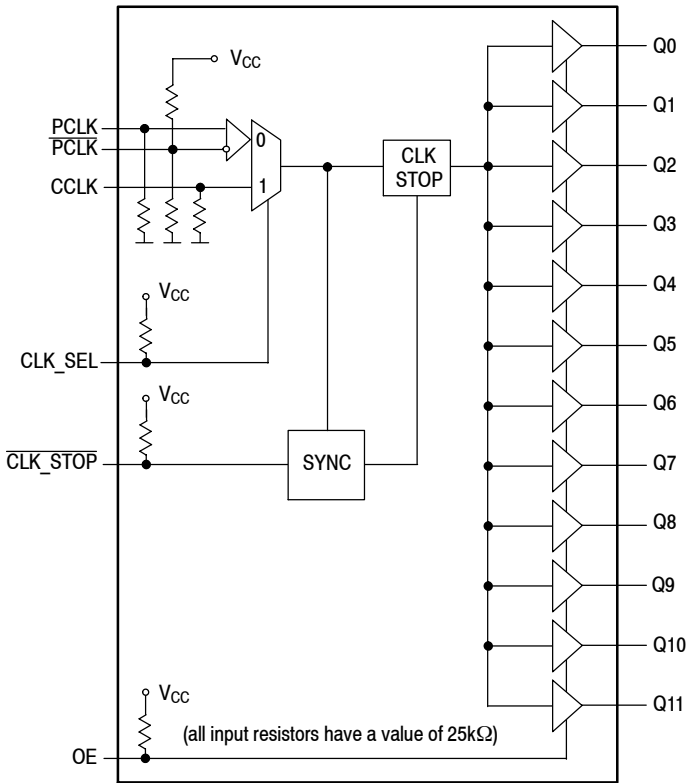 Q0
VCC
Q1
PCLK
PCLK
0
CLK
STOP
Q2
CCLK
1
Q3
VCC
Q4
CLK_SEL
Q5
VCC
Q6
CLK_STOP
SYNC
Q7
Q8
Q9
Q10
VCC
Q11
(all input resistors have a value of 25kΩ)
OE